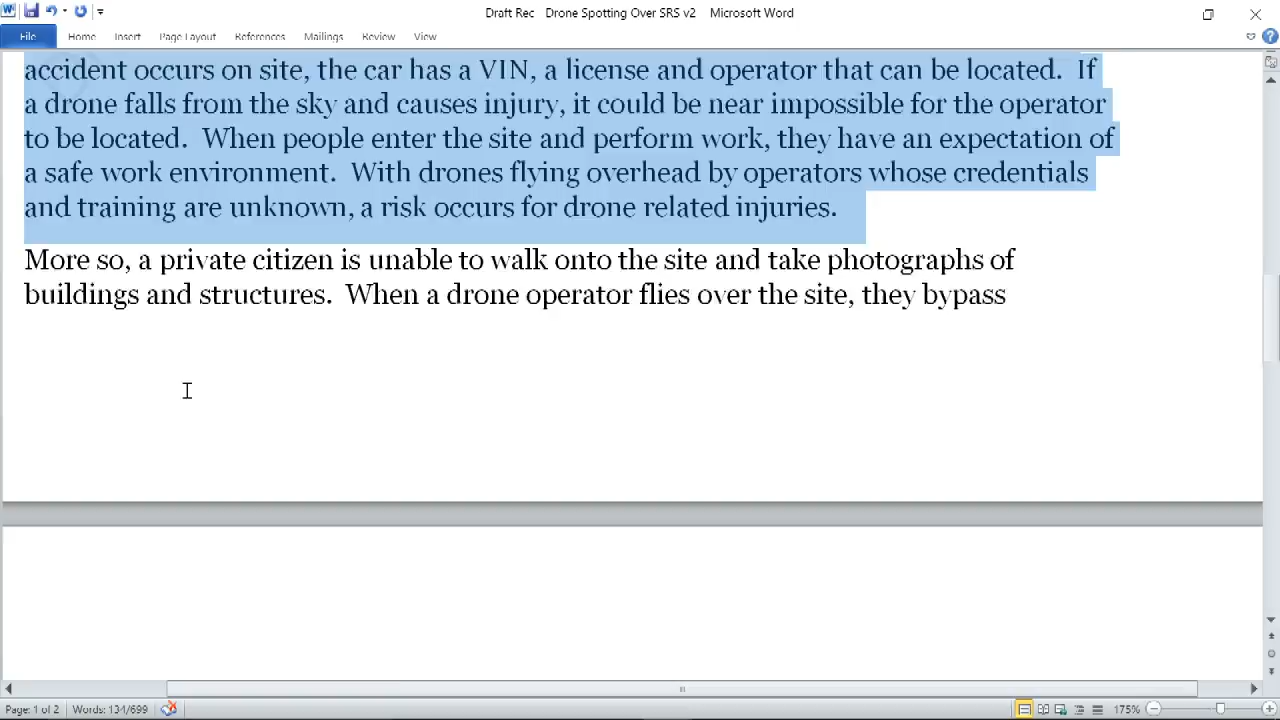 Draft Rec Drone Spotting Over SRS v2 Microsoft Word
File Home Insert Page Layout References Mailings Review View
accident occurs on site, the car has a VIN, a license and operator that can be located.  If
a drone falls from the sky and causes injury, it could be near impossible for the operator
to be located.  When people enter the site and perform work, they have an expectation of
a safe work environment.  With drones flying overhead by operators whose credentials
and training are unknown, a risk occurs for drone related injuries.
More so, a private citizen is unable to walk onto the site and take photographs of
buildings and structures.  When a drone operator flies over the site, they bypass
Page: 1 of 2 Words: 134/699 175%